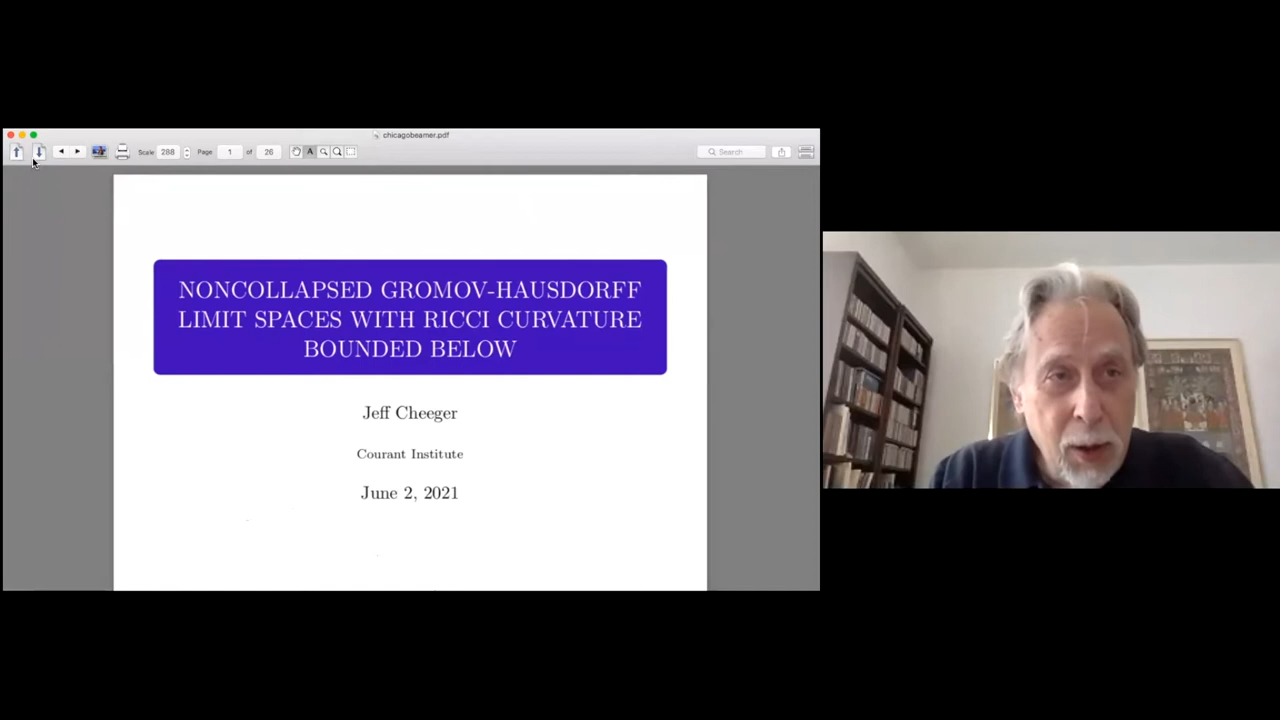 chicagobeamer.pdf
Scale 288 Page 1 of 26 A Search
NONCOLLAPSED GROMOV-HAUSDORFF
LIMIT SPACES WITH RICCI CURVATURE
BOUNDED BELOW
Jeff Cheeger
Courant Institute
June 2, 2021